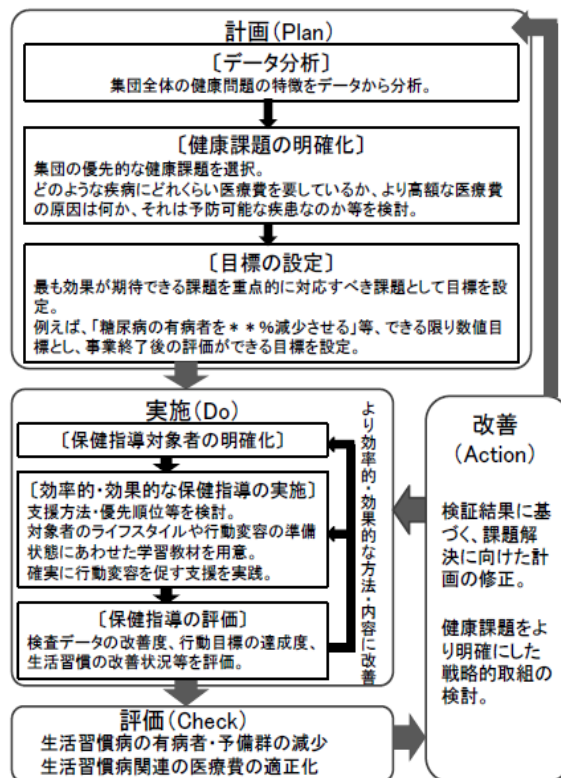 計画(Plan)
〔データ分析〕
集団全体の健康問題の特徴をデータから分析。
〔健康課題の明確化〕
集団の優先的な健康課題を選択。
どのような疾病にどれくらい医療費を要しているか、より高額な医療費
の原因は何か、それは予防可能な疾患なのか等を検討。
〔目標の設定〕
最も効果が期待できる課題を重点的に対応すべき課題として目標を設
定。
例えば、「糖尿病の有病者を＊＊%減少させる」等、できる限り数値目
標とし、事業終了後の評価ができる目標を設定。
実施(Do)
〔保健指導対象者の明確化〕
〔効率的・効果的な保健指導の実施〕
支援方法・優先順位等を検討。
対象者のライフスタイルや行動変容の準備
状態にあわせた学習教材を用意。
確実に行動変容を促す支援を実践。
〔保健指導の評価〕
検査データの改善度、行動目標の達成度、
生活習慣の改善状況等を評価。
より効率的・効果的な方法・内容に改善
評価(Check)
生活習慣病の有病者・予備群の減少
生活習慣病関連の医療費の適正化
改善
(Action)
検証結果に
基づく、課題解
決に向けた計
画の修正。
健康課題をよ
り明確にした
戦略的取組の
検討。